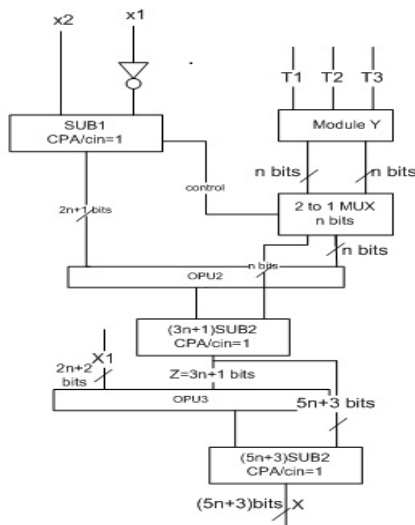 x2
x1
T1
T2
T3
SUB1
CPA/cin=1
Module Y
n bits
n bits
control
2n+1 bits
2 to 1 MUX
n bits
n bits
n bits
OPU2
(3n+1)SUB2
CPA/cin=1
X1
2n+2
bits
Z=3n+1 bits
OPU3
5n+3 bits
(5n+3)SUB2
CPA/cin=1
(5n+3)bits
X